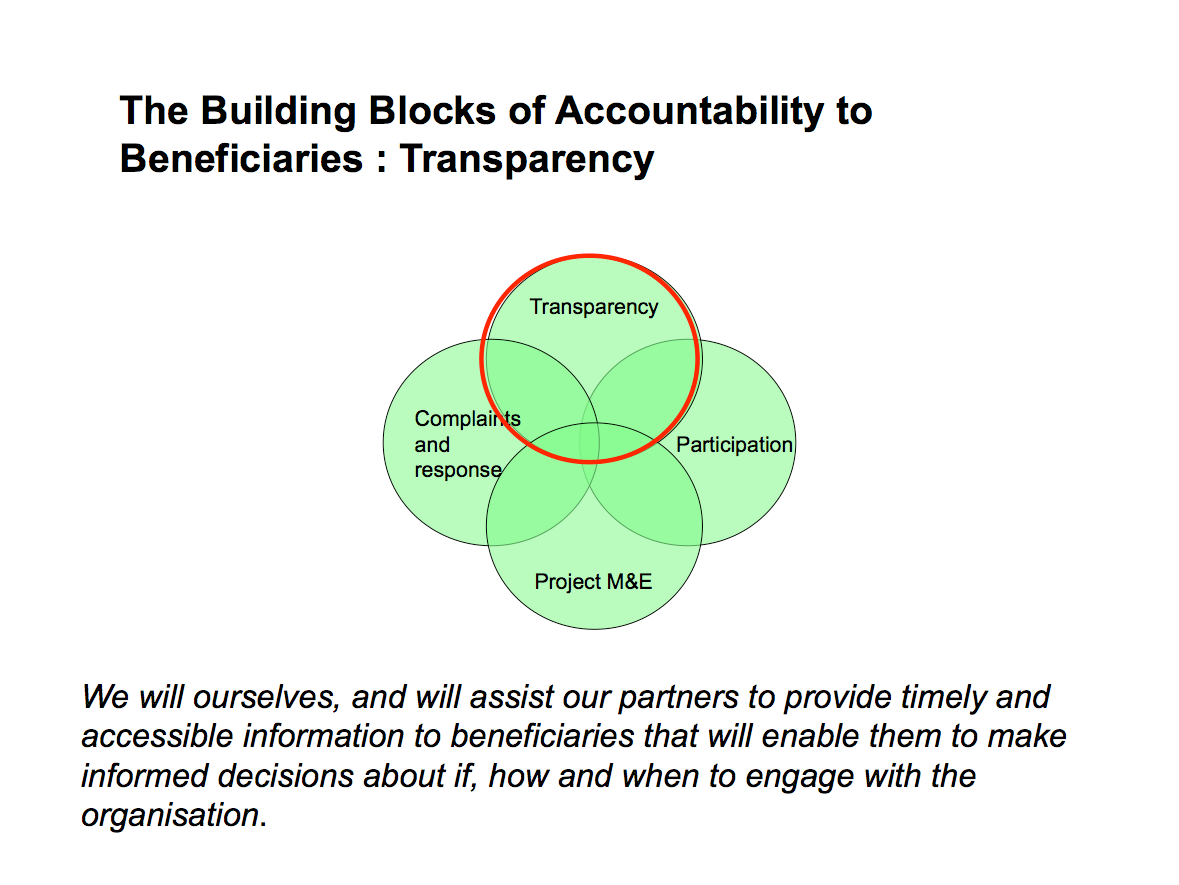 The Building Blocks of Accountability to
Beneficiaries : Transparency
Transparency
Complaints
and
response
Participation
Project M&E
We will ourselves, and will assist our partners to provide timely and
accessible information to beneficiaries that will enable them to make
informed decisions about if, how and when to engage with the
organisation.